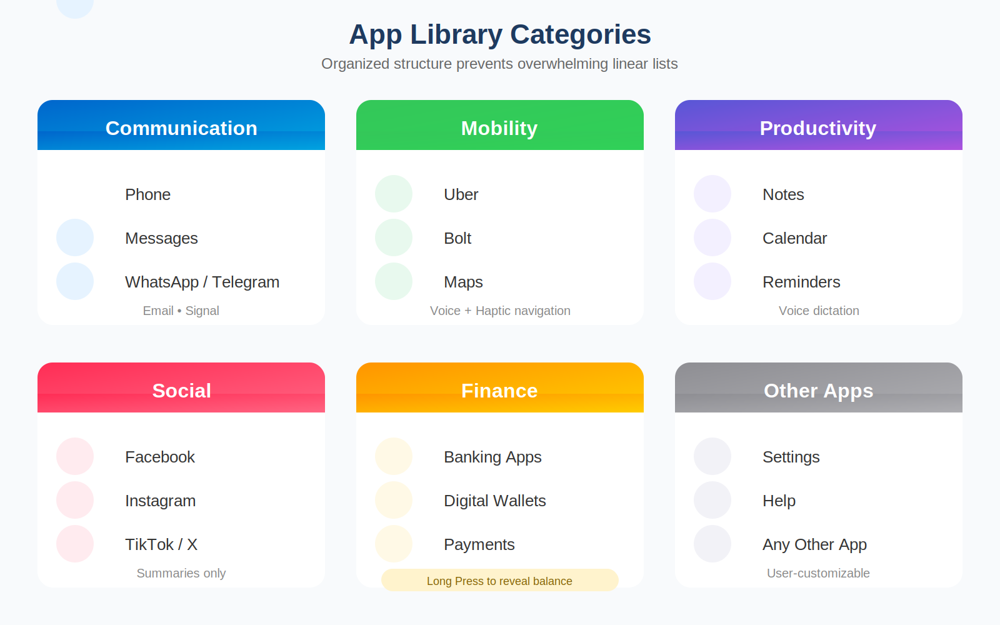 App Library Categories
Organized structure prevents overwhelming linear lists
Communication
Phone
Messages
WhatsApp / Telegram
Email • Signal
Mobility
Uber
Bolt
Maps
Voice + Haptic navigation
Productivity
Notes
Calendar
Reminders
Voice dictation
Social
Facebook
Instagram
TikTok / X
Summaries only
Finance
Banking Apps
Digital Wallets
Payments
Long Press to reveal balance
Other Apps
Settings
Help
Any Other App
User-customizable